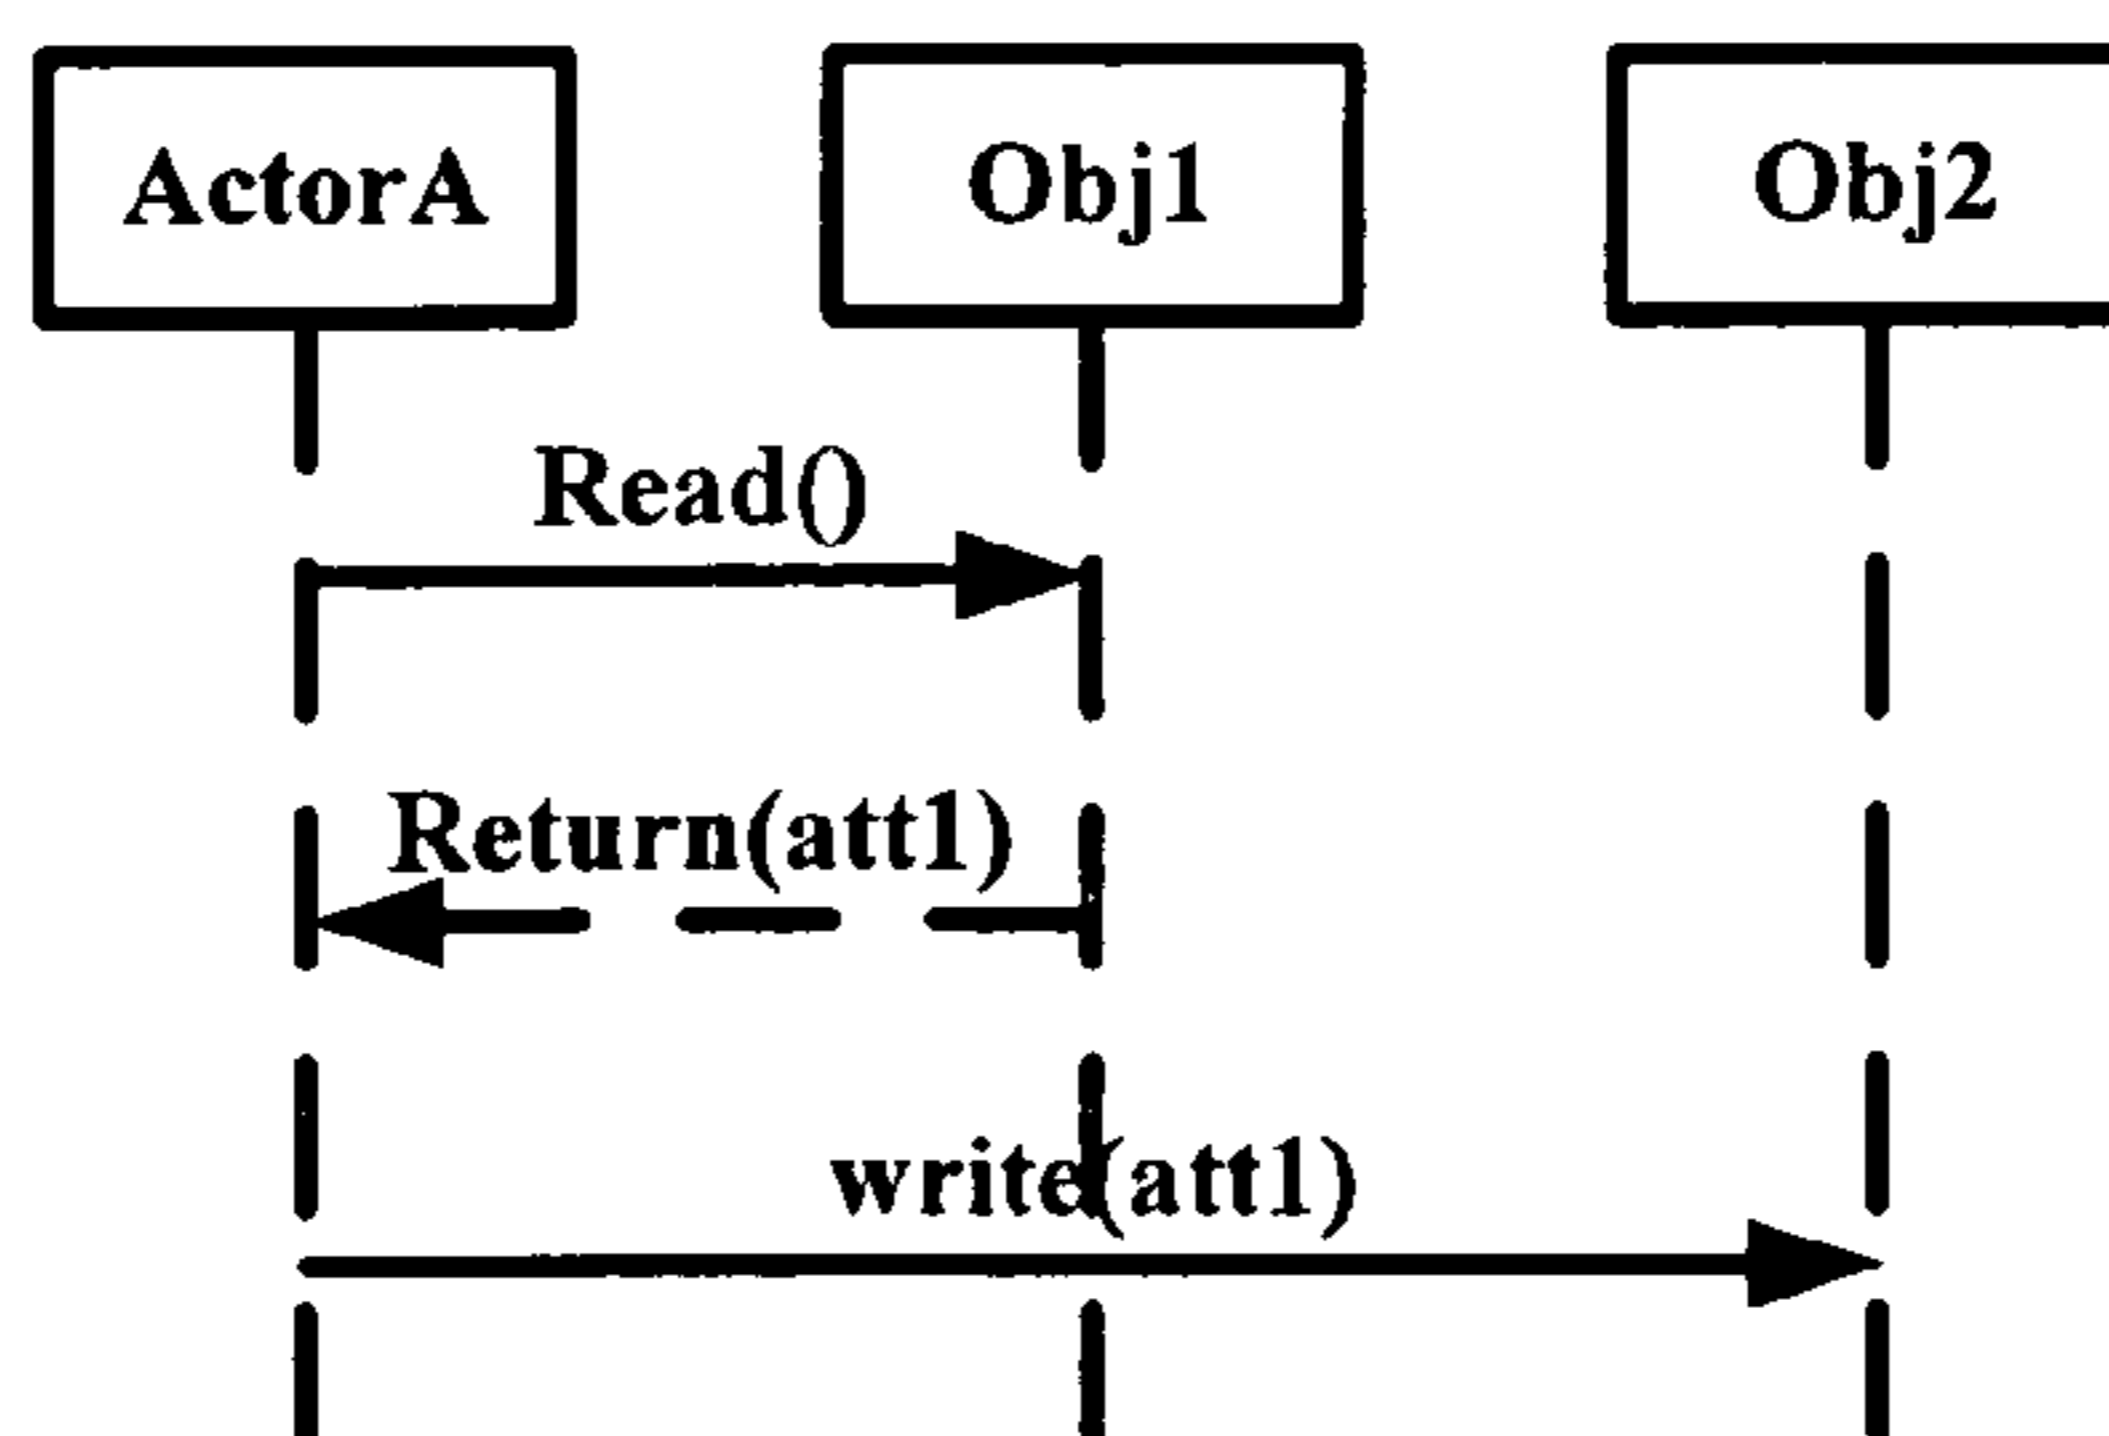 ActorA
Obj1
Obj2
Read()
Return(att1)
write(att1)